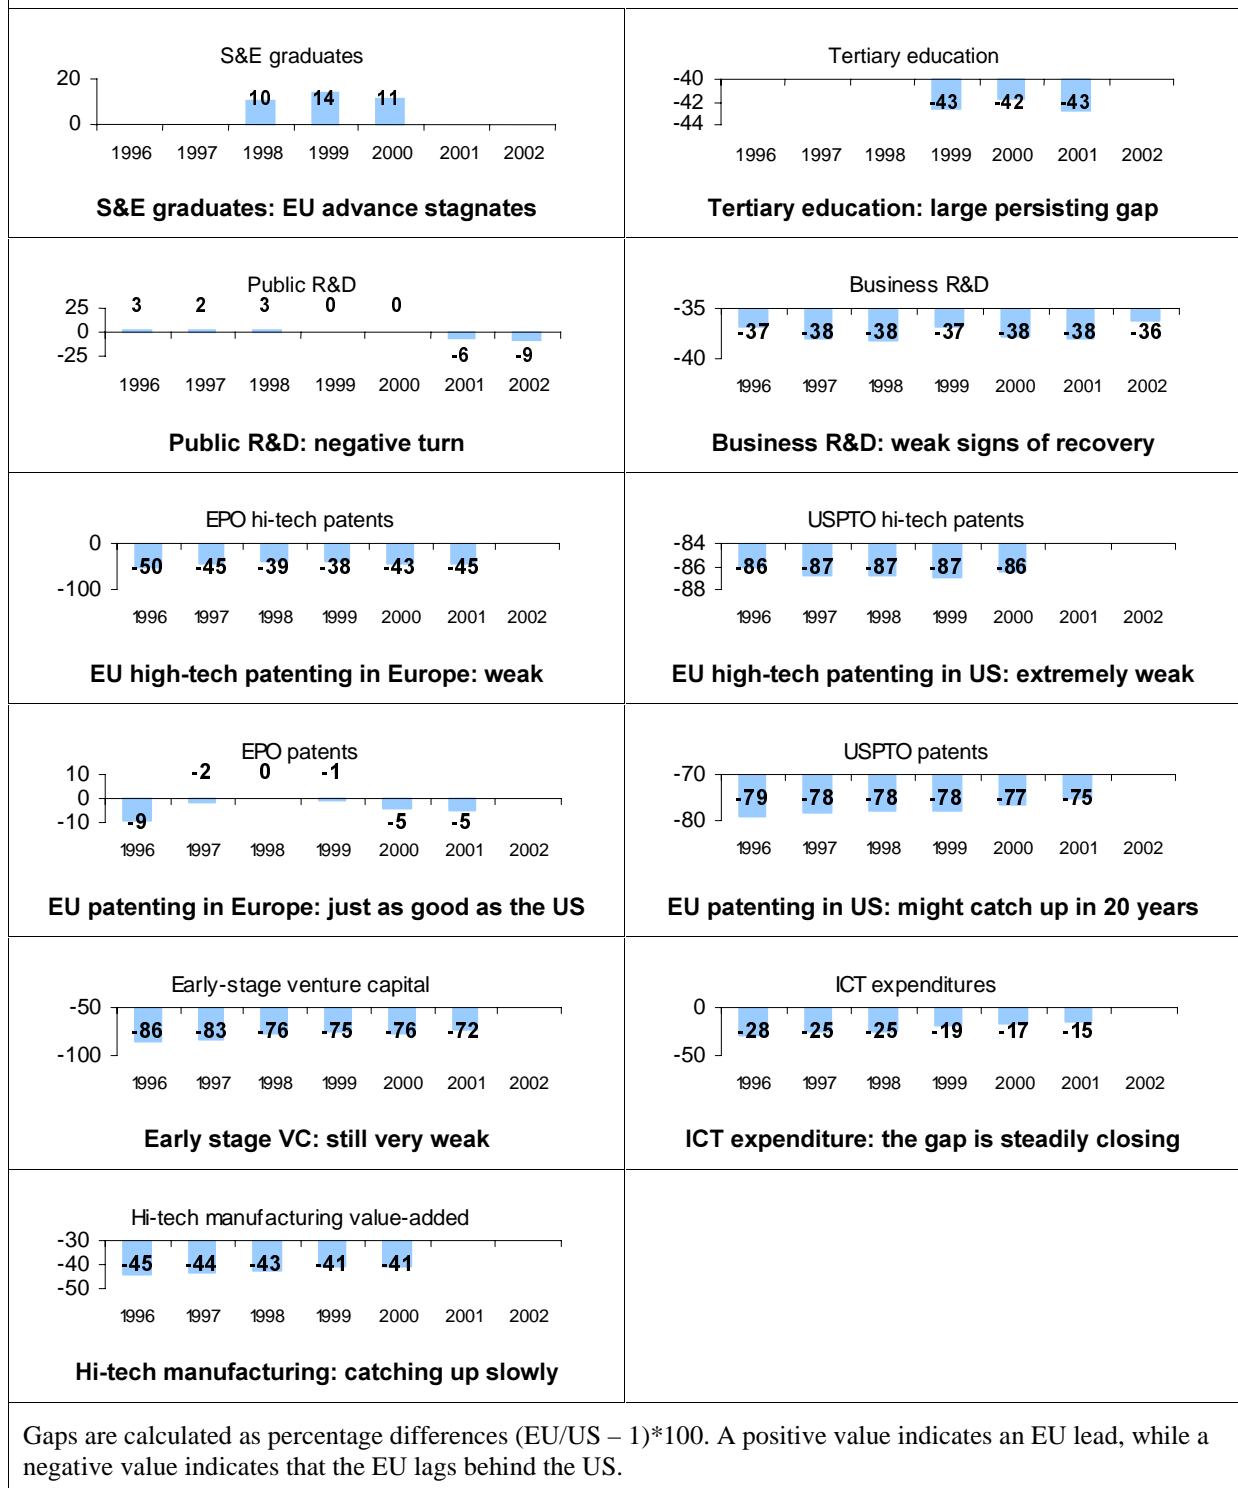 S&E graduates
20
10 14 11
0
1996 1997 1998 1999 2000 2001 2002
S&E graduates: EU advance stagnates
Tertiary education
-40
-42
-43 -42 -43
-44
1996 1997 1998 1999 2000 2001 2002
Tertiary education: large persisting gap
Public R&D
25
3 2 3 0 0
0
-25
-6 -9
1996 1997 1998 1999 2000 2001 2002
Public R&D: negative turn
Business R&D
-35
-37 -38 -38 -37 -38 -38 -36
-40
1996 1997 1998 1999 2000 2001 2002
Business R&D: weak signs of recovery
EPO hi-tech patents
0
-50 -45 -39 -38 -43 -45
-100
1996 1997 1998 1999 2000 2001 2002
EU high-tech patenting in Europe: weak
USPTO hi-tech patents
-84
-86
-86 -87 -87 -87 -86
-88
1996 1997 1998 1999 2000 2001 2002
EU high-tech patenting in US: extremely weak
EPO patents
10
-2 0 -1
0
-10
-9 -5 -5
1996 1997 1998 1999 2000 2001 2002
EU patenting in Europe: just as good as the US
USPTO patents
-70
-79 -78 -78 -78 -77 -75
-80
1996 1997 1998 1999 2000 2001 2002
EU patenting in US: might catch up in 20 years
Early-stage venture capital
-50
-86 -83 -76 -75 -76 -72
-100
1996 1997 1998 1999 2000 2001 2002
Early stage VC: still very weak
ICT expenditures
0
-28 -25 -25 -19 -17 -15
-50
1996 1997 1998 1999 2000 2001 2002
ICT expenditure: the gap is steadily closing
Hi-tech manufacturing value-added
-30
-40
-45 -44 -43 -41 -41
-50
1996 1997 1998 1999 2000 2001 2002
Hi-tech manufacturing: catching up slowly
Gaps are calculated as percentage differences (EU/US – 1)*100. A positive value indicates an EU lead, while a
negative value indicates that the EU lags behind the US.